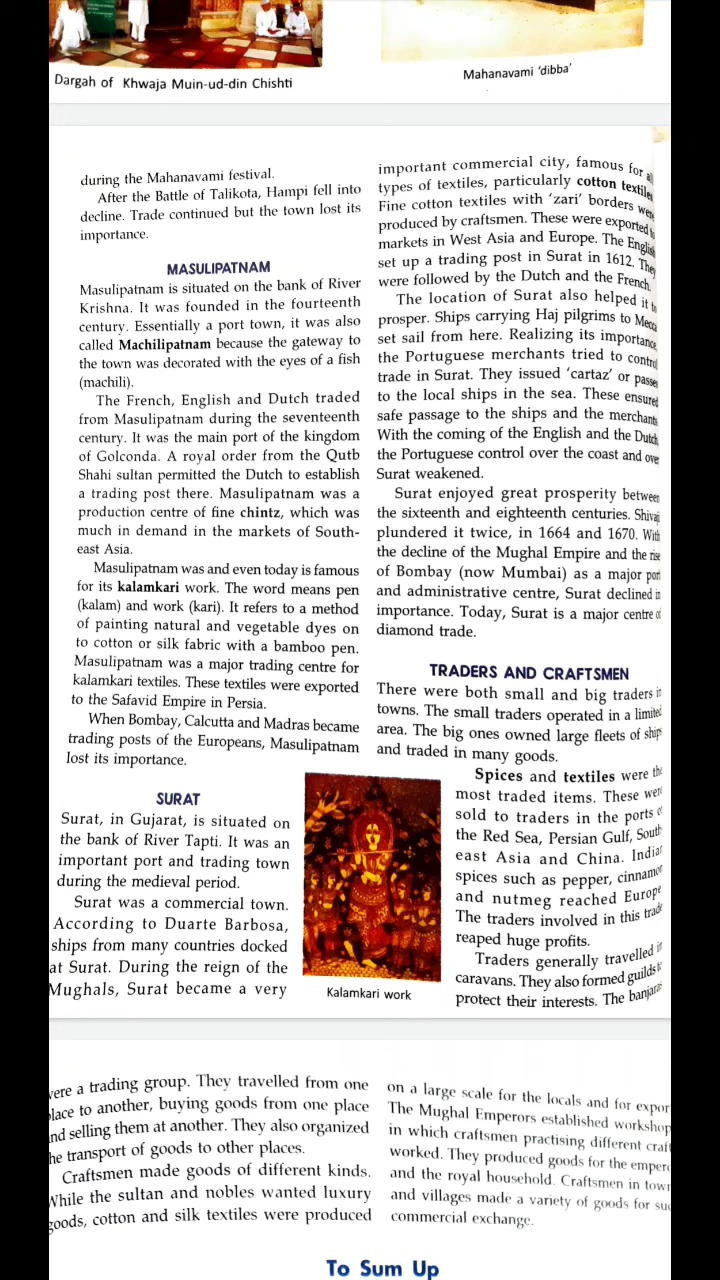 Dargah of Khwaja Muin-ud-din Chishti
Mahanavami 'dibba'
during the Mahanavami festival.
After the Battle of Talikota, Hampi fell into
decline. Trade continued but the town lost its
importance.
MASULIPATNAM
Masulipatnam is situated on the bank of River
Krishna. It was founded in the fourteenth
century. Essentially a port town, it was also
called Machilipatnam because the gateway to
the town was decorated with the eyes of a fish
(machili).
The French, English and Dutch traded
from Masulipatnam during the seventeenth
century. It was the main port of the kingdom
of Golconda. A royal order from the Qutb
Shahi sultan permitted the Dutch to establish
a trading post there. Masulipatnam was a
production centre of fine chintz, which was
much in demand in the markets of South-
east Asia.
Masulipatnam was and even today is famous
for its kalamkari work. The word means pen
(kalam) and work (kari). It refers to a method
of painting natural and vegetable dyes on
to cotton or silk fabric with a bamboo pen.
Masulipatnam was a major trading centre for
kalamkari textiles. These textiles were exported
to the Safavid Empire in Persia.
When Bombay, Calcutta and Madras became
trading posts of the Europeans, Masulipatnam
lost its importance.
SURAT
Surat, in Gujarat, is situated on
the bank of River Tapti. It was an
important port and trading town
during the medieval period.
Surat was a commercial town.
According to Duarte Barbosa,
ships from many countries docked
at Surat. During the reign of the
Mughals, Surat became a very
Kalamkari work
important commercial city, famous for all
types of textiles, particularly cotton textiles
Fine cotton textiles with 'zari' borders were
produced by craftsmen. These were exported to
markets in West Asia and Europe. The English
set up a trading post in Surat in 1612. They
were followed by the Dutch and the French.
The location of Surat also helped it to
prosper. Ships carrying Haj pilgrims to Mecca
set sail from here. Realizing its importance,
the Portuguese merchants tried to control
trade in Surat. They issued 'cartaz' or passes
to the local ships in the sea. These ensured
safe passage to the ships and the merchants
With the coming of the English and the Dutch,
the Portuguese control over the coast and over
Surat weakened.
Surat enjoyed great prosperity between
the sixteenth and eighteenth centuries. Shivaji
plundered it twice, in 1664 and 1670. With
the decline of the Mughal Empire and the rise
of Bombay (now Mumbai) as a major port
and administrative centre, Surat declined in
importance. Today, Surat is a major centre of
diamond trade.
TRADERS AND CRAFTSMEN
There were both small and big traders in
towns. The small traders operated in a limited
area. The big ones owned large fleets of ships
and traded in many goods.
Spices and textiles were the
most traded items. These were
sold to traders in the ports of
the Red Sea, Persian Gulf, South
east Asia and China. Indian
spices such as pepper, cinnamon
and nutmeg reached Europe
The traders involved in this trade
reaped huge profits.
Traders generally travelled in
caravans. They also formed guilds to
protect their interests. The banjaras
were a trading group. They travelled from one
place to another, buying goods from one place
and selling them at another. They also organized
the transport of goods to other places.
Craftsmen made goods of different kinds.
While the sultan and nobles wanted luxury
goods, cotton and silk textiles were produced
on a large scale for the locals and for expor
The Mughal Emperors established workshop
in which craftsmen practising different craft
worked. They produced goods for the empero
and the royal household. Craftsmen in town
and villages made a variety of goods for suc
commercial exchange.
To Sum Up